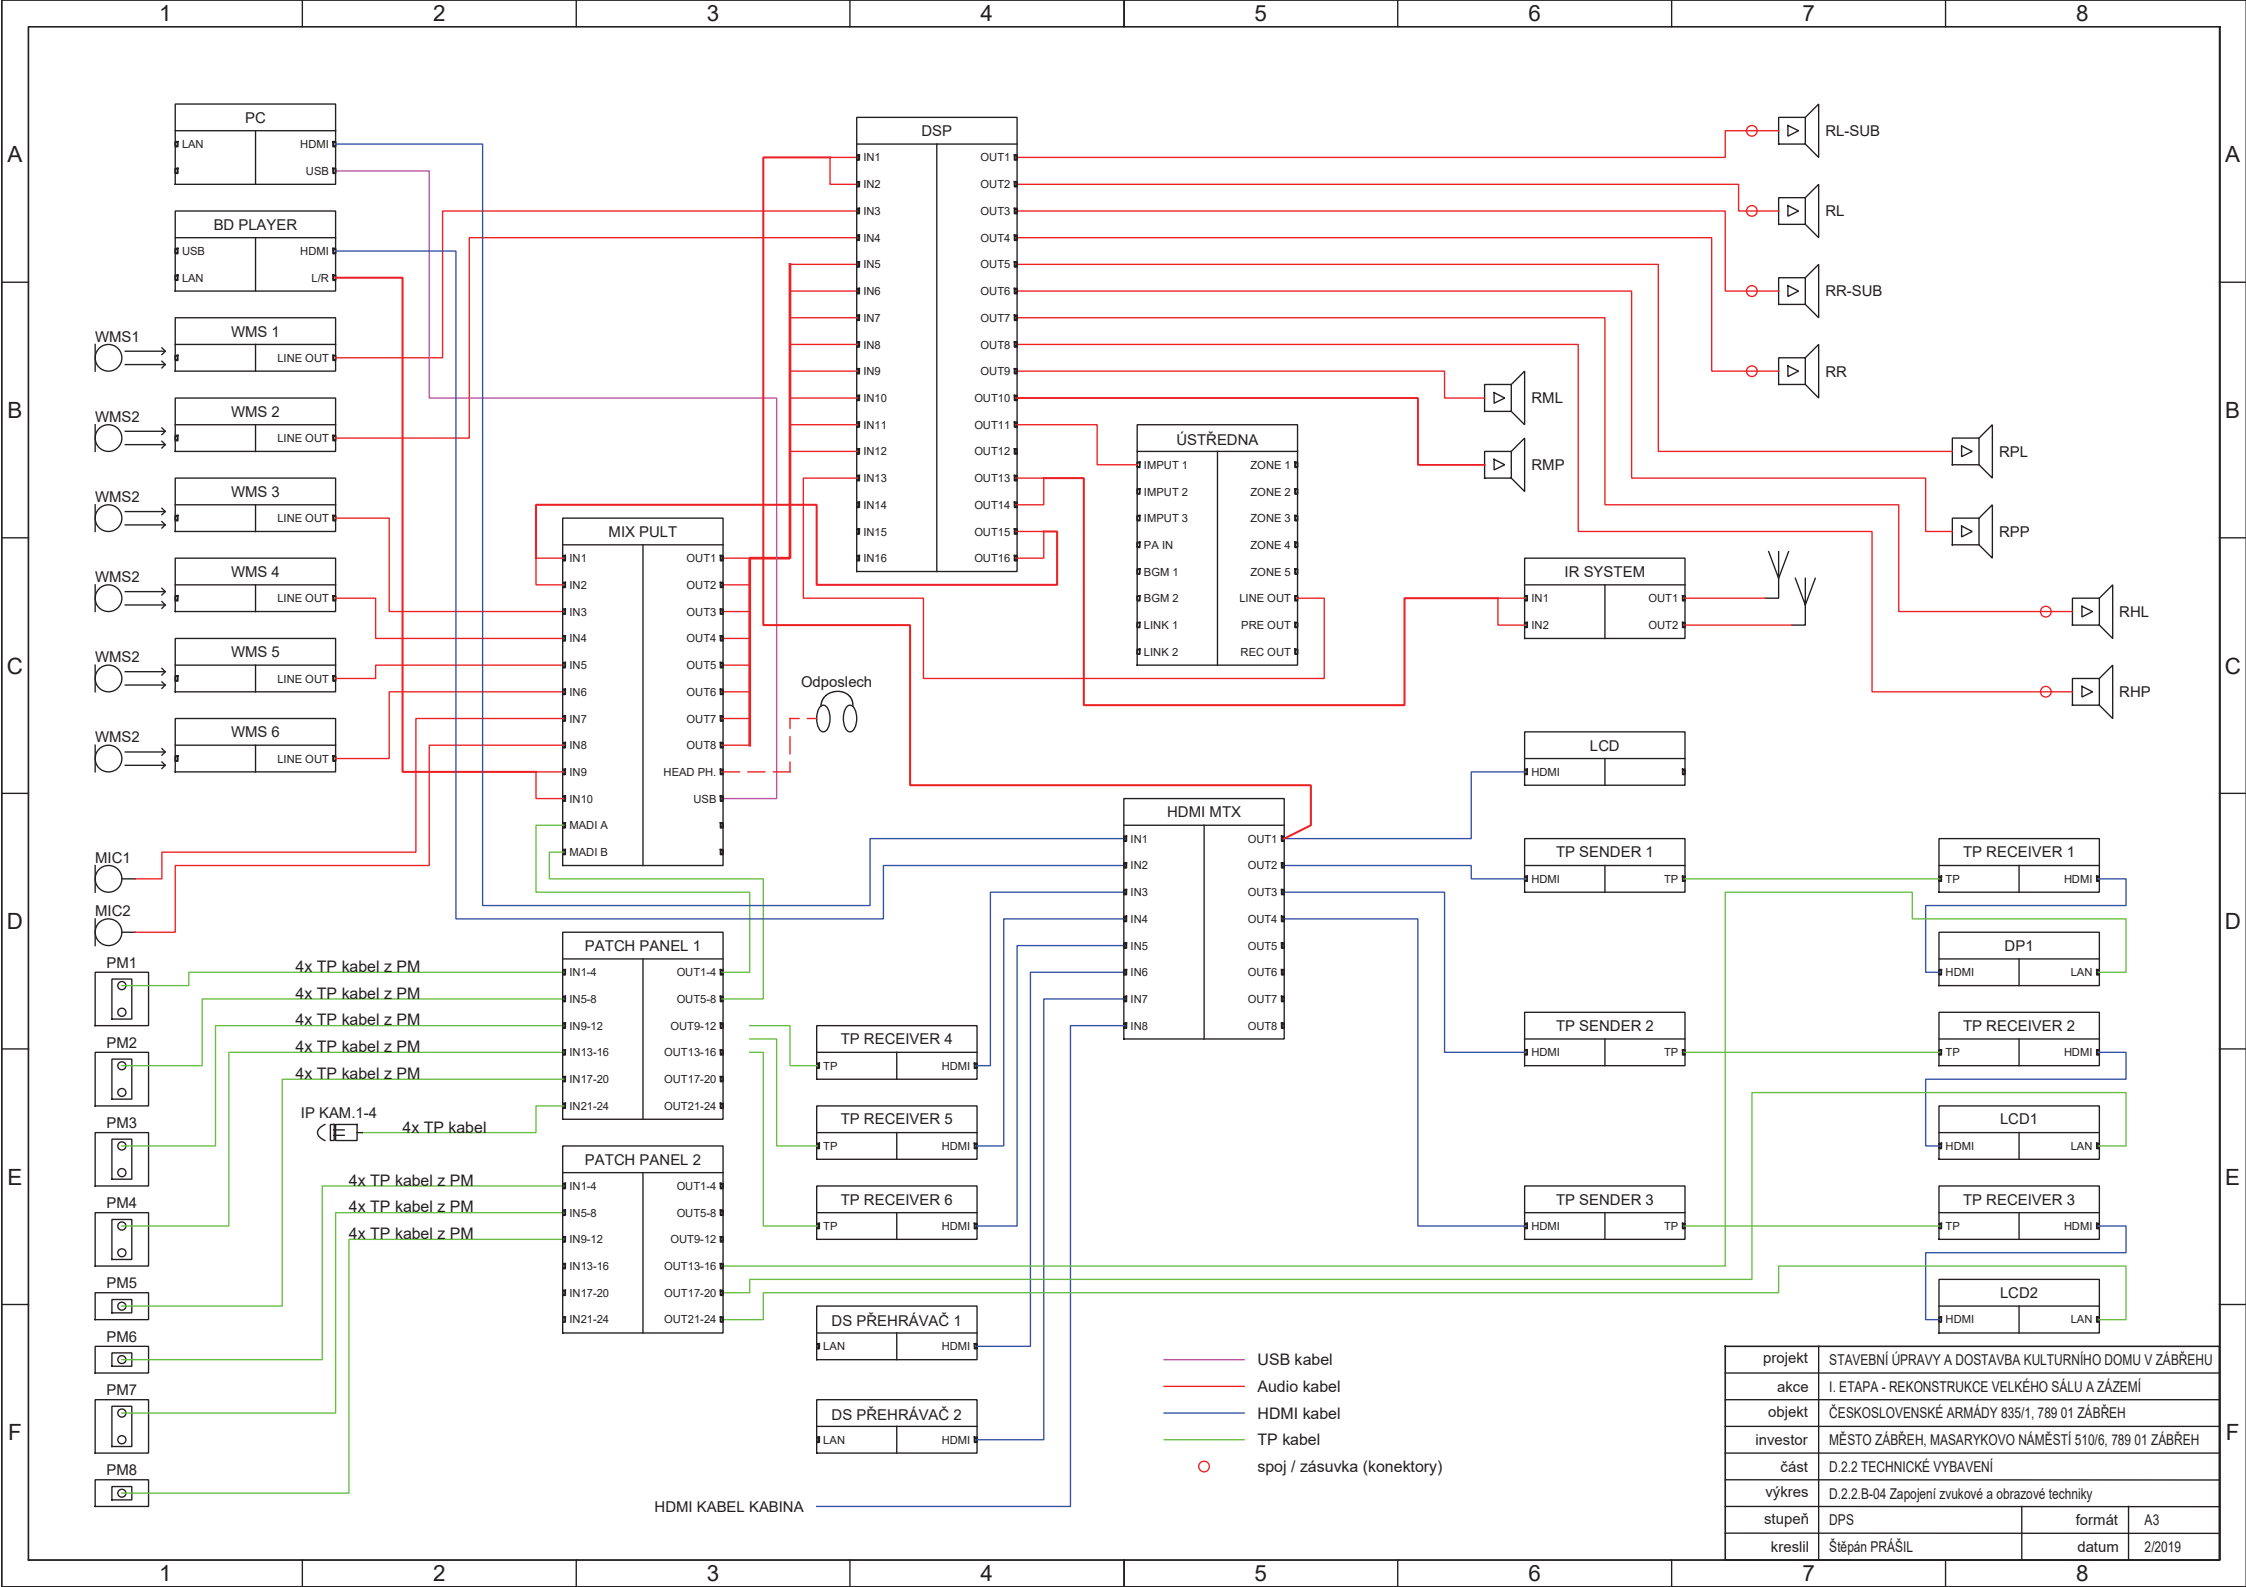 1 2 3 4 5 6 7 8
A
A
B
B
C
C
D
D
E
E
F
F
PC
LAN HDMI
USB
BD PLAYER
USB HDMI
LAN L/R
WMS1
WMS 1
LINE OUT
WMS2
WMS 2
LINE OUT
WMS2
WMS 3
LINE OUT
WMS2
WMS 4
LINE OUT
WMS2
WMS 5
LINE OUT
WMS2
WMS 6
LINE OUT
MIC1
MIC2
PM1
PM2
PM3
PM4
PM5
PM6
PM7
PM8
4x TP kabel z PM
4x TP kabel z PM
4x TP kabel z PM
4x TP kabel z PM
4x TP kabel z PM
IP KAM.1-4
4x TP kabel
4x TP kabel z PM
4x TP kabel z PM
4x TP kabel z PM
MIX PULT
IN1 OUT1
IN2 OUT2
IN3 OUT3
IN4 OUT4
IN5 OUT5
IN6 OUT6
IN7 OUT7
IN8 OUT8
IN9 HEAD PH.
IN10 USB
MADI A
MADI B
Odposlech
PATCH PANEL 1
IN1-4 OUT1-4
IN5-8 OUT5-8
IN9-12 OUT9-12
IN13-16 OUT13-16
IN17-20 OUT17-20
IN21-24 OUT21-24
PATCH PANEL 2
IN1-4 OUT1-4
IN5-8 OUT5-8
IN9-12 OUT9-12
IN13-16 OUT13-16
IN17-20 OUT17-20
IN21-24 OUT21-24
DSP
IN1 OUT1
IN2 OUT2
IN3 OUT3
IN4 OUT4
IN5 OUT5
IN6 OUT6
IN7 OUT7
IN8 OUT8
IN9 OUT9
IN10 OUT10
IN11 OUT11
IN12 OUT12
IN13 OUT13
IN14 OUT14
IN15 OUT15
IN16 OUT16
ÚSTŘEDNA
IMPUT 1 ZONE 1
IMPUT 2 ZONE 2
IMPUT 3 ZONE 3
PA IN ZONE 4
BGM 1 ZONE 5
BGM 2 LINE OUT
LINK 1 PRE OUT
LINK 2 REC OUT
RL-SUB
RL
RR-SUB
RR
RML
RMP
RPL
RPP
RHL
RHP
IR SYSTEM
IN1 OUT1
IN2 OUT2
LCD
HDMI
HDMI MTX
IN1 OUT1
IN2 OUT2
IN3 OUT3
IN4 OUT4
IN5 OUT5
IN6 OUT6
IN7 OUT7
IN8 OUT8
TP RECEIVER 4
TP HDMI
TP RECEIVER 5
TP HDMI
TP RECEIVER 6
TP HDMI
DS PŘEHRÁVAČ 1
LAN HDMI
DS PŘEHRÁVAČ 2
LAN HDMI
HDMI KABEL KABINA
TP SENDER 1
HDMI TP
TP RECEIVER 1
TP HDMI
DP1
HDMI LAN
TP SENDER 2
HDMI TP
TP RECEIVER 2
TP HDMI
LCD1
HDMI LAN
TP SENDER 3
HDMI TP
TP RECEIVER 3
TP HDMI
LCD2
HDMI LAN
USB kabel
Audio kabel
HDMI kabel
TP kabel
spoj / zásuvka (konektory)
projekt STAVEBNÍ ÚPRAVY A DOSTAVBA KULTURNÍHO DOMU V ZÁBŘEHU
akce I. ETAPA - REKONSTRUKCE VELKÉHO SÁLU A ZÁZEMÍ
objekt ČESKOSLOVENSKÉ ARMÁDY 835/1, 789 01 ZÁBŘEH
investor MĚSTO ZÁBŘEH, MASARYKOVO NÁMĚSTÍ 510/6, 789 01 ZÁBŘEH
část D.2.2 TECHNICKÉ VYBAVENÍ
výkres D.2.2.B-04 Zapojení zvukové a obrazové techniky
stupeň DPS formát A3
kreslil Štěpán PRÁŠIL datum 2/2019
1 2 3 4 5 6 7 8